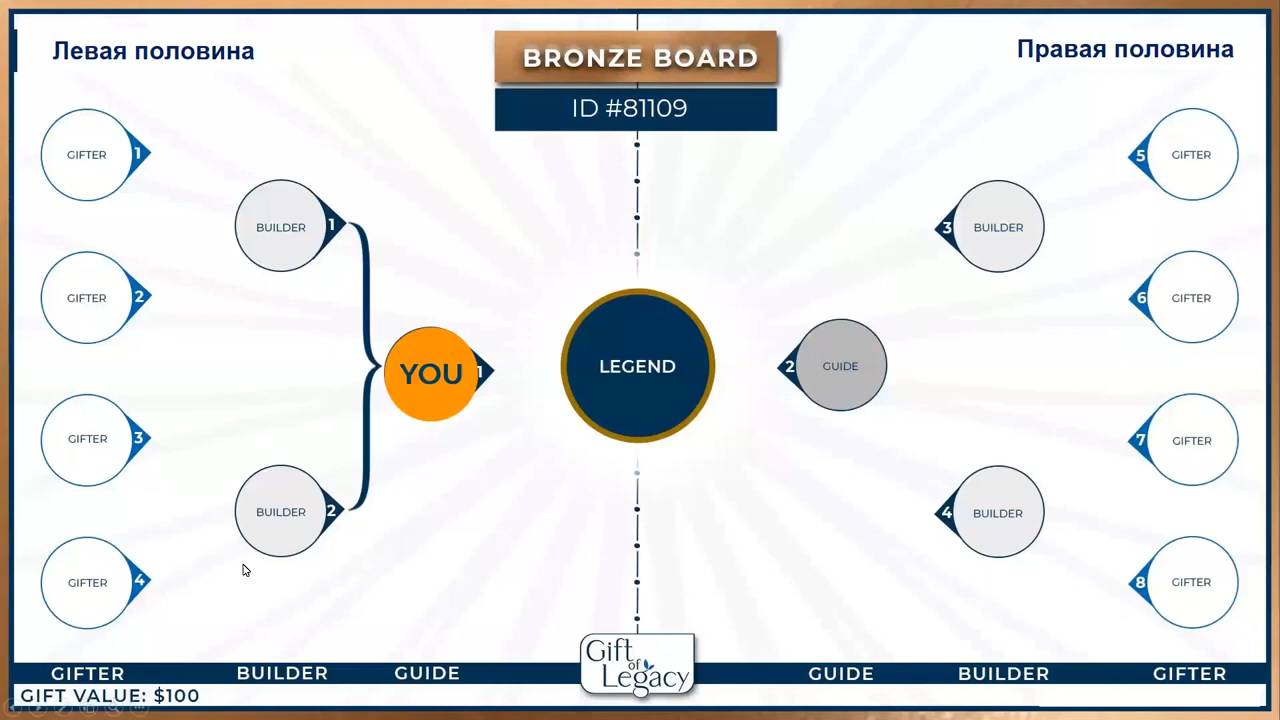 Левая половина
BRONZE BOARD
Правая половина
ID #81109
GIFTER 1
5 GIFTER
BUILDER 1
3 BUILDER
GIFTER 2
6 GIFTER
YOU 1
LEGEND
2 GUIDE
GIFTER 3
7 GIFTER
BUILDER 2
4 BUILDER
GIFTER 4
8 GIFTER
Gift
of
Legacy
GIFTER BUILDER GUIDE GUIDE BUILDER GIFTER
GIFT VALUE: $100